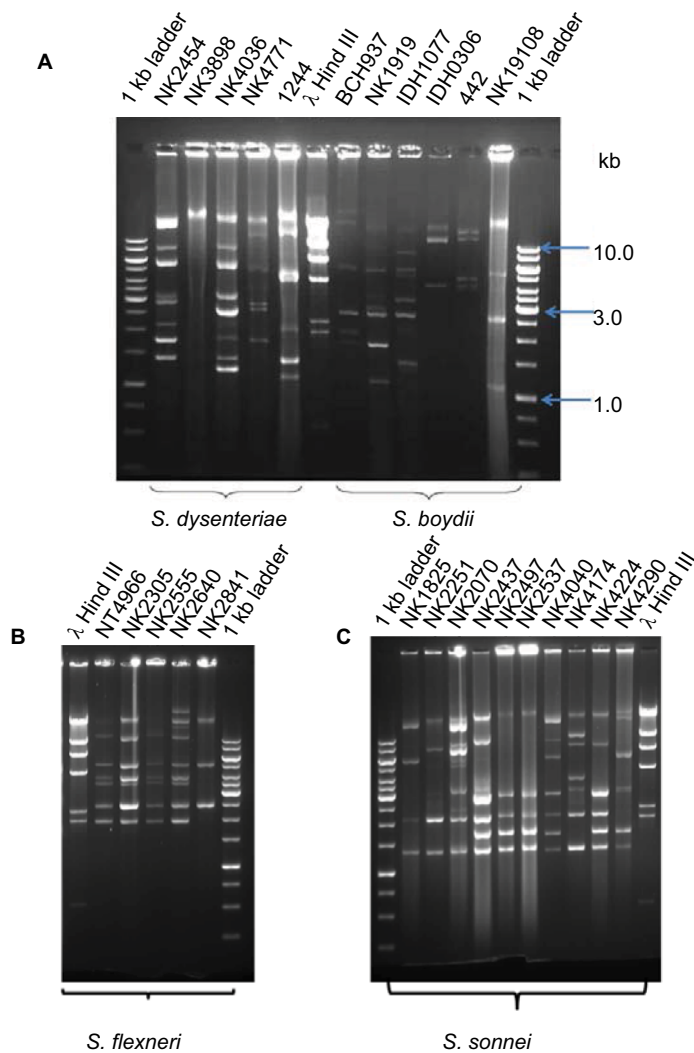 A
1 kb ladder
NK2454
NK3898
NK4036
NK4771
1244
λ Hind III
BCH937
NK1919
IDH1077
IDH0306
442
NK19108
1 kb ladder
kb
10.0
3.0
1.0
S. dysenteriae
S. boydii
B
λ Hind III
NT4966
NK2305
NK2555
NK2640
NK2841
1 kb ladder
S. flexneri
C
1 kb ladder
NK1825
NK2251
NK2070
NK2437
NK2497
NK2537
NK4040
NK4174
NK4224
NK4290
λ Hind III
S. sonnei